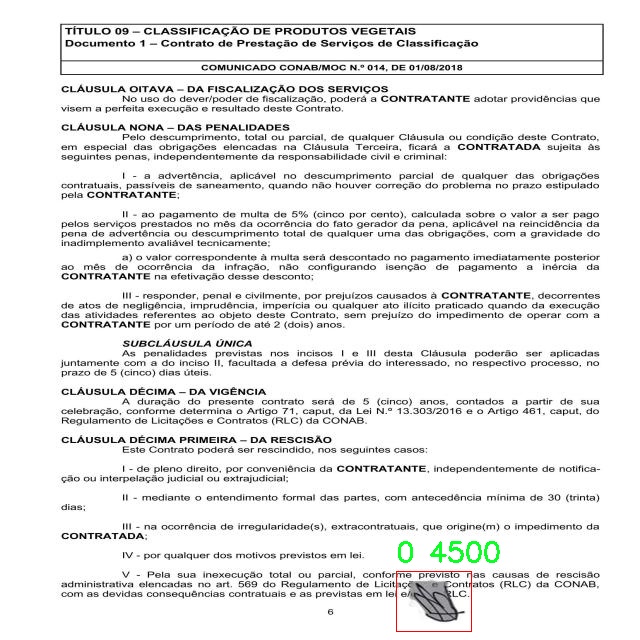 TÍTULO 09 – CLASSIFICAÇÃO DE PRODUTOS VEGETAIS
Documento 1 – Contrato de Prestação de Serviços de Classificação
COMUNICADO CONAB/MOC N.º 014, DE 01/08/2018
CLÁUSULA OITAVA – DA FISCALIZAÇÃO DOS SERVIÇOS
No uso do dever/poder de fiscalização, poderá a CONTRATANTE adotar providências que
visem a perfeita execução e resultado deste Contrato.
CLÁUSULA NONA – DAS PENALIDADES
Pelo descumprimento, total ou parcial, de qualquer Cláusula ou condição deste Contrato,
em especial das obrigações elencadas na Cláusula Terceira, ficará a CONTRATADA sujeita às
seguintes penas, independentemente da responsabilidade civil e criminal:
I - a advertência, aplicável no descumprimento parcial de qualquer das obrigações
contratuais, passíveis de saneamento, quando não houver correção do problema no prazo estipulado
pela CONTRATANTE;
II - ao pagamento de multa de 5% (cinco por cento), calculada sobre o valor a ser pago
pelos serviços prestados no mês da ocorrência do fato gerador da pena, aplicável na reincidência da
pena de advertência ou descumprimento total de qualquer uma das obrigações, com a gravidade do
inadimplemento avaliável tecnicamente;
a) o valor correspondente à multa será descontado no pagamento imediatamente posterior
ao mês de ocorrência da infração, não configurando isenção de pagamento a inércia da
CONTRATANTE na efetivação desse desconto;
III - responder, penal e civilmente, por prejuízos causados à CONTRATANTE, decorrentes
de atos de negligência, imprudência, imperícia ou qualquer ato ilícito praticado quando da execução
das atividades referentes ao objeto deste Contrato, sem prejuízo do impedimento de operar com a
CONTRATANTE por um período de até 2 (dois) anos.
SUBCLÁUSULA ÚNICA
As penalidades previstas nos incisos I e III desta Cláusula poderão ser aplicadas
juntamente com a do inciso II, facultada a defesa prévia do interessado, no respectivo processo, no
prazo de 5 (cinco) dias úteis.
CLÁUSULA DÉCIMA – DA VIGÊNCIA
A duração do presente contrato será de 5 (cinco) anos, contados a partir de sua
celebração, conforme determina o Artigo 71, caput, da Lei N.º 13.303/2016 e o Artigo 461, caput, do
Regulamento de Licitações e Contratos (RLC) da CONAB.
CLÁUSULA DÉCIMA PRIMEIRA – DA RESCISÃO
Este Contrato poderá ser rescindido, nos seguintes casos:
I - de pleno direito, por conveniência da CONTRATANTE, independentemente de notifica-
ção ou interpelação judicial ou extrajudicial;
II - mediante o entendimento formal das partes, com antecedência mínima de 30 (trinta)
dias;
III - na ocorrência de irregularidade(s), extracontratuais, que origine(m) o impedimento da
CONTRATADA;
IV - por qualquer dos motivos previstos em lei.
0 4500
V - Pela sua inexecução total ou parcial, conforme previsto nas causas de rescisão
administrativa elencadas no art. 569 do Regulamento de Licitações e Contratos (RLC) da CONAB,
com as devidas consequências contratuais e as previstas em lei RLC.
6